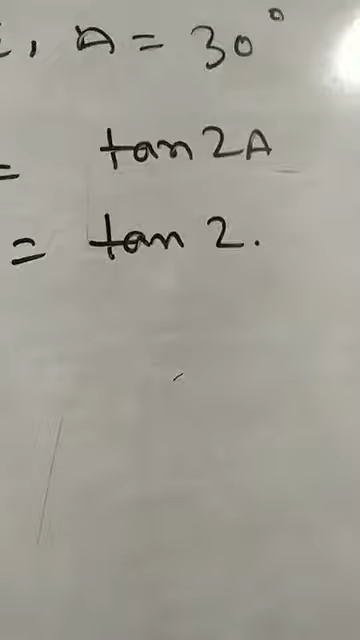 , A = 30°
= tan 2A
= tan 2.